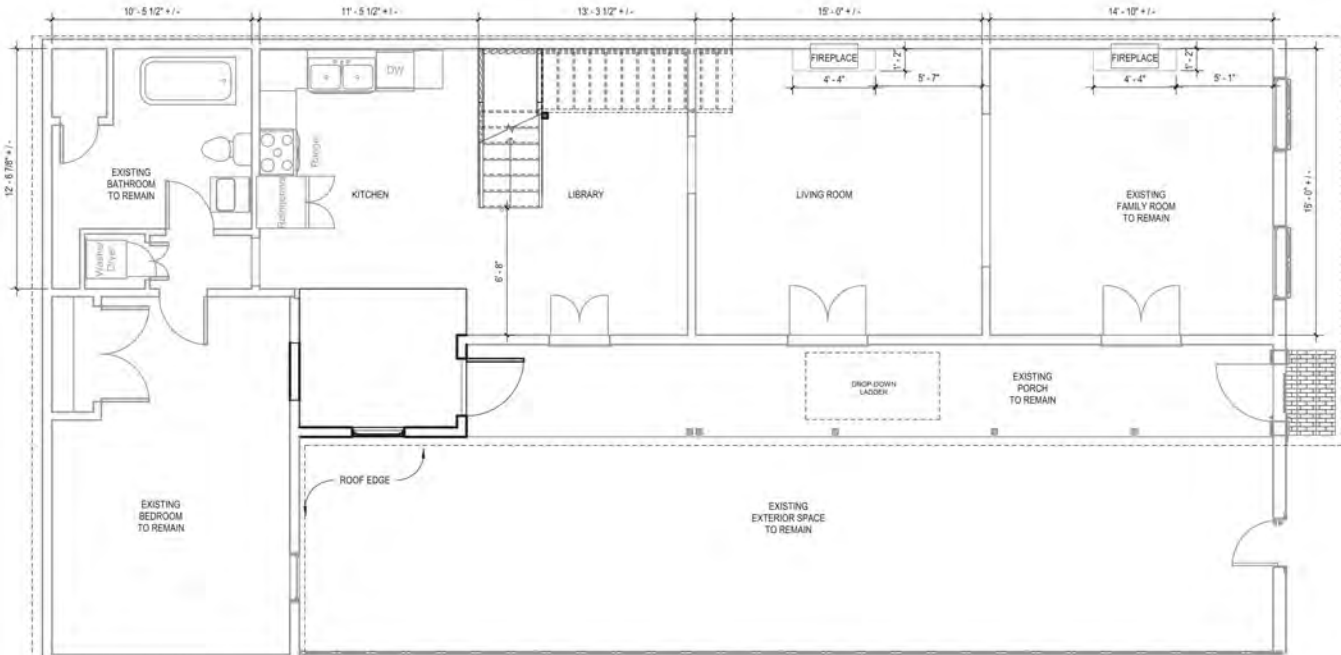 10' - 5 1/2" + / -
11' - 5 1/2" + / -
13' - 3 1/2" + / -
15' - 0" + / -
14' - 10" + / -
FIREPLACE
1' - 2"
4' - 4"
5' - 7"
FIREPLACE
1' - 2"
4' - 4"
5' - 1"
DW
12' - 6 7/8" + / -
15' - 0" + / -
Range
Refrigerator
EXISTING
BATHROOM
TO REMAIN
KITCHEN
LIBRARY
LIVING ROOM
EXISTING
FAMILY ROOM
TO REMAIN
Washer
Dryer
6' - 8"
DROP-DOWN
LADDER
EXISTING
PORCH
TO REMAIN
ROOF EDGE
EXISTING
BEDROOM
TO REMAIN
EXISTING
EXTERIOR SPACE
TO REMAIN